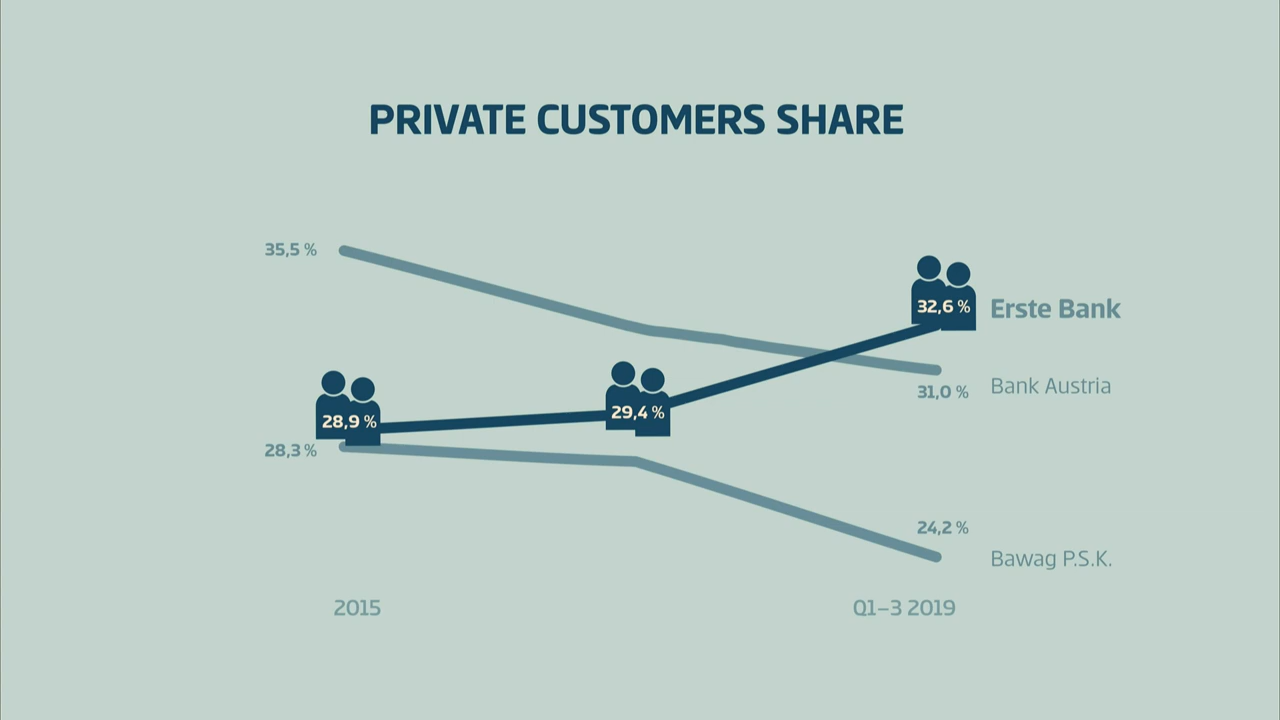 PRIVATE CUSTOMERS SHARE
35,5 %
32,6 %
Erste Bank
31,0 %
Bank Austria
28,9 %
29,4 %
28,3 %
24,2 %
Bawag P.S.K.
2015
Q1–3 2019